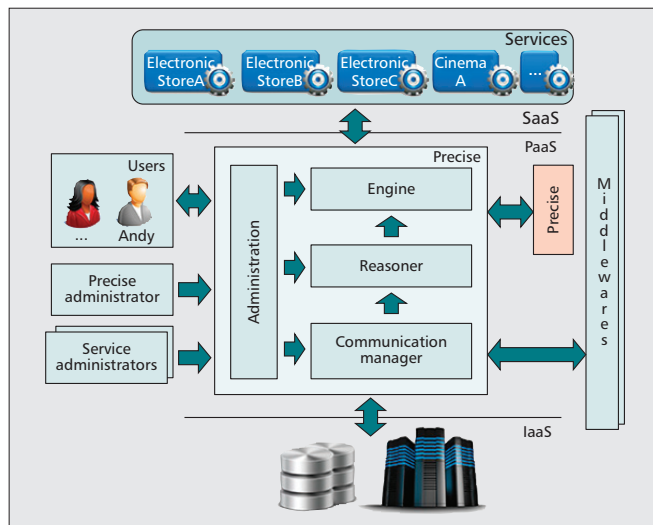 Services
Electronic
StoreA
Electronic
StoreB
Electronic
StoreC
Cinema
A
...
SaaS
PaaS
Users
...
Andy
Precise
administrator
Service
administrators
Precise
Administration
Engine
Reasoner
Communication
manager
Precise
Middlewares
IaaS